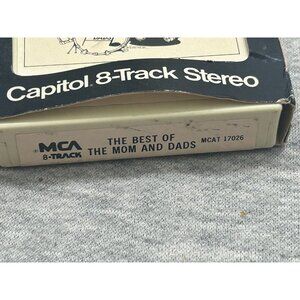 Capitol 8-Track Stereo
MCA
8-TRACK
THE BEST OF
THE MOM AND DADS
MCAT 17026